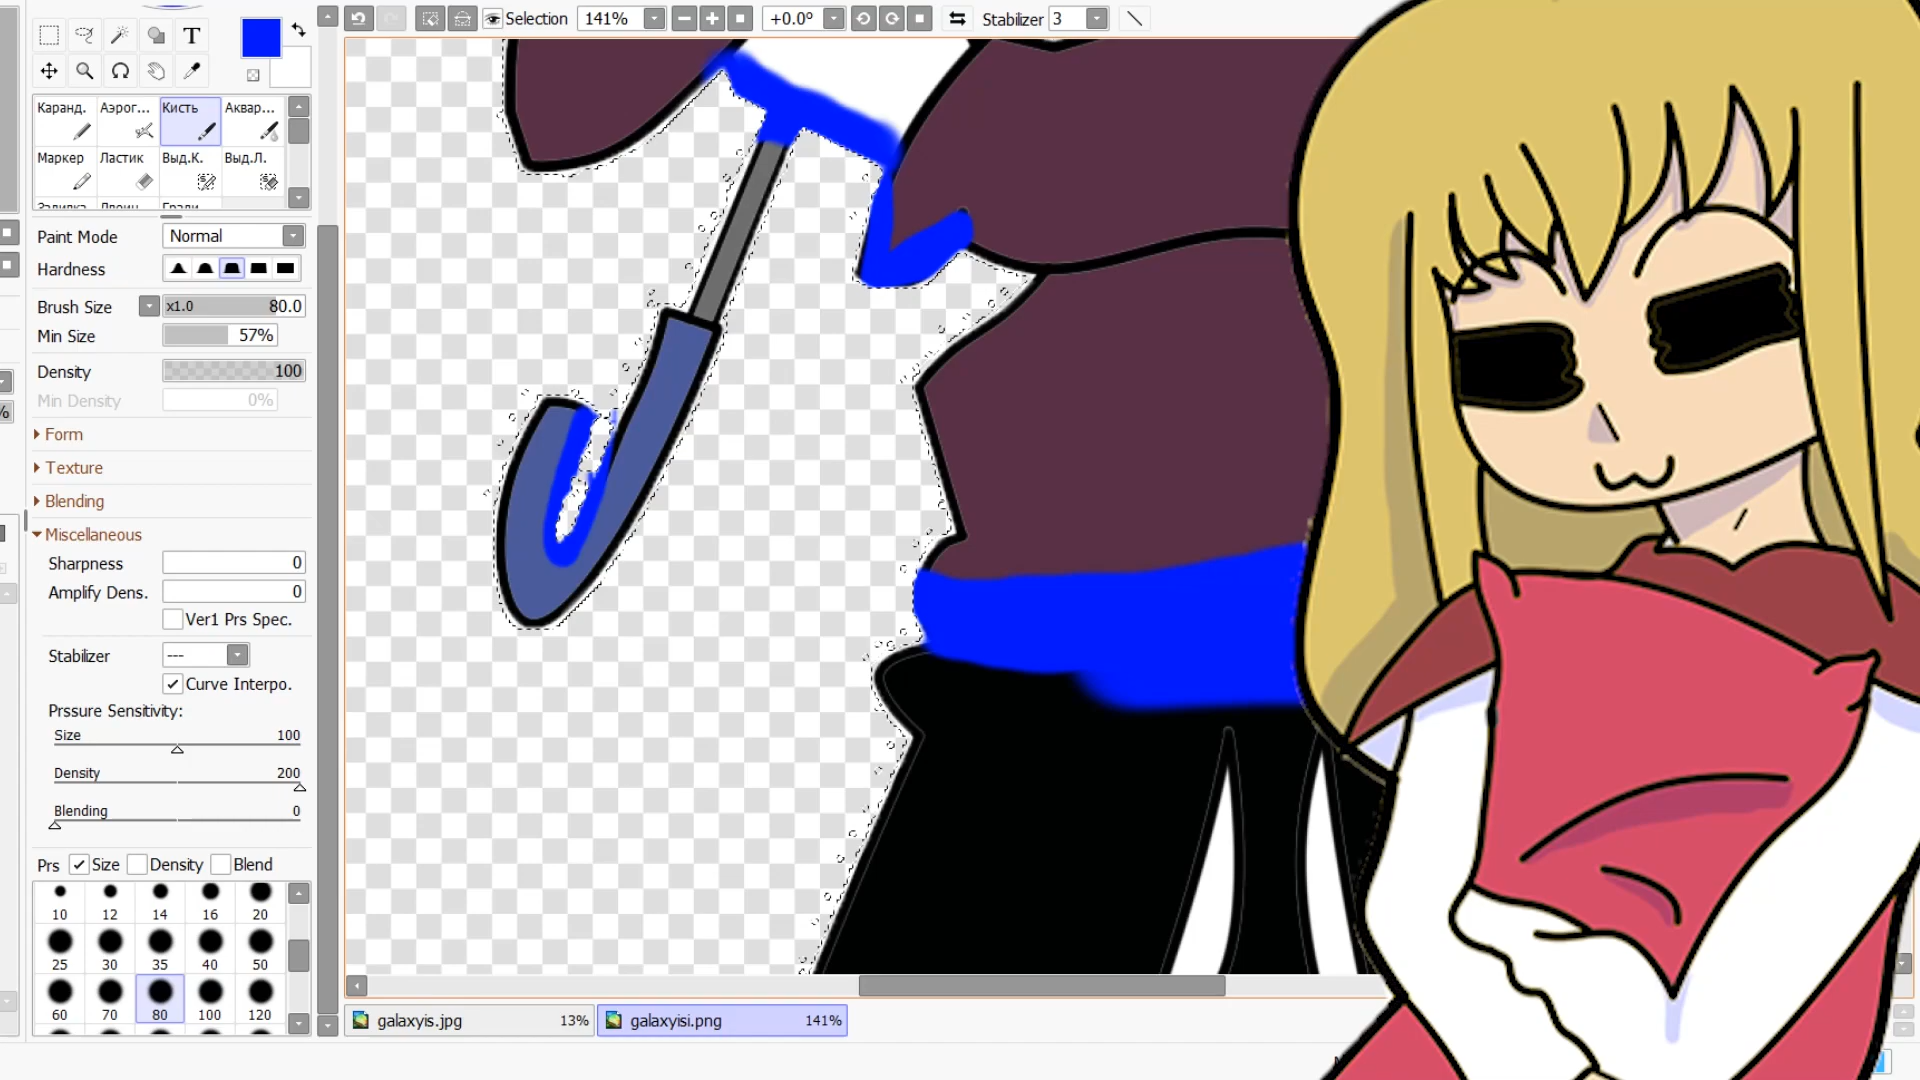 Selection 141% +0.0° Stabilizer 3
T
Каранд. Аэрог... Кисть Аквар...
Маркер Ластик Выд.К. Выд.Л.
Paint Mode Normal
Hardness
Brush Size x1.0 80.0
Min Size 57%
Density 100
Min Density 0%
Form
Texture
Blending
Miscellaneous
Sharpness 0
Amplify Dens. 0
Ver1 Prs Spec.
Stabilizer ---
Curve Interpo.
Prssure Sensitivity:
Size 100
Density 200
Blending 0
Prs Size Density Blend
10 12 14 16 20
25 30 35 40 50
60 70 80 100 120
galaxyis.jpg 13% galaxyisi.png 141%
%